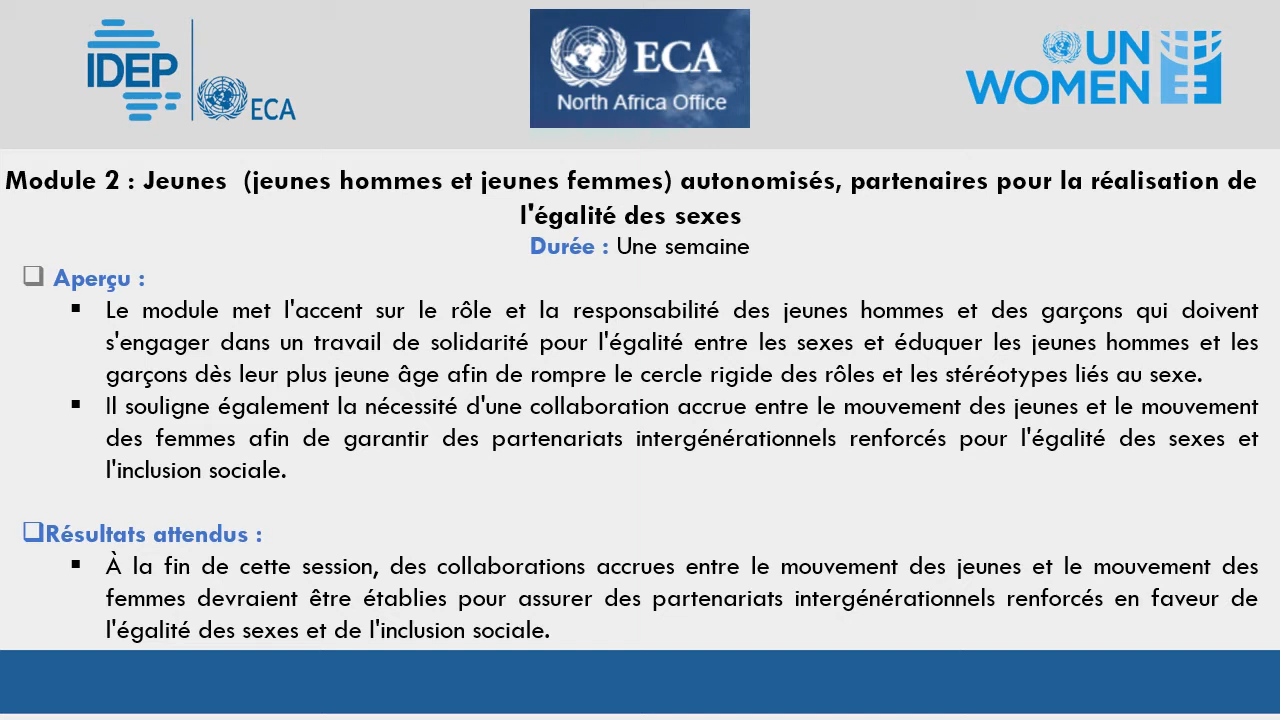 IDEP
ECA
ECA
North Africa Office
UN
WOMEN
Module 2 : Jeunes (jeunes hommes et jeunes femmes) autonomisés, partenaires pour la réalisation de
l'égalité des sexes
Durée : Une semaine
Aperçu :
Le module met l'accent sur le rôle et la responsabilité des jeunes hommes et des garçons qui doivent
s'engager dans un travail de solidarité pour l'égalité entre les sexes et éduquer les jeunes hommes et les
garçons dès leur plus jeune âge afin de rompre le cercle rigide des rôles et les stéréotypes liés au sexe.
Il souligne également la nécessité d'une collaboration accrue entre le mouvement des jeunes et le mouvement
des femmes afin de garantir des partenariats intergénérationnels renforcés pour l'égalité des sexes et
l'inclusion sociale.
Résultats attendus :
À la fin de cette session, des collaborations accrues entre le mouvement des jeunes et le mouvement des
femmes devraient être établies pour assurer des partenariats intergénérationnels renforcés en faveur de
l'égalité des sexes et de l'inclusion sociale.